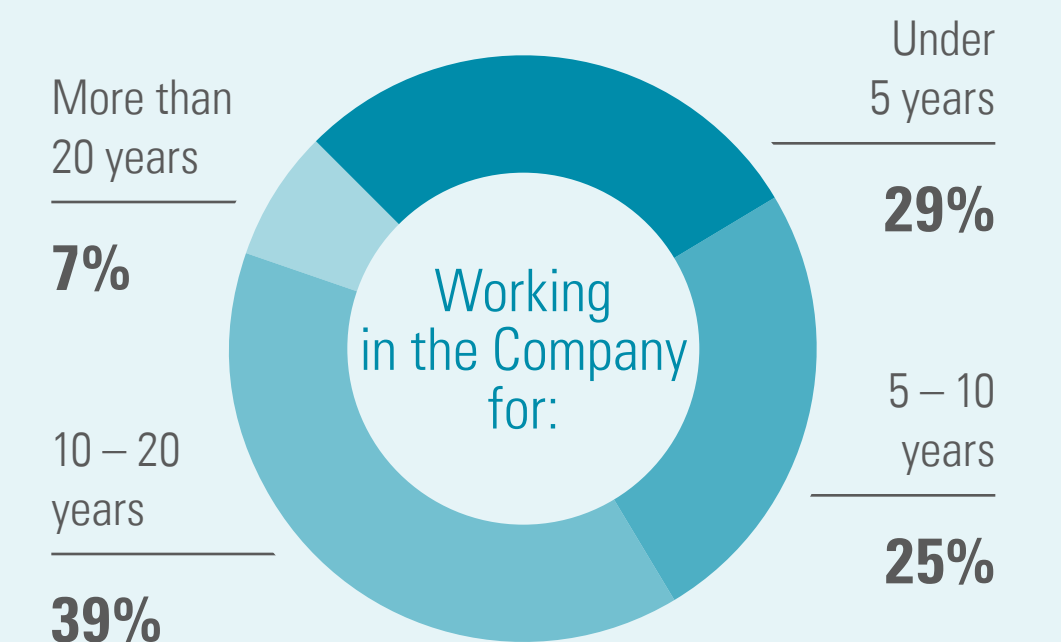 More than
20 years
7%
Under
5 years
29%
Working
in the Company
for:
10 – 20
years
39%
5 – 10
years
25%